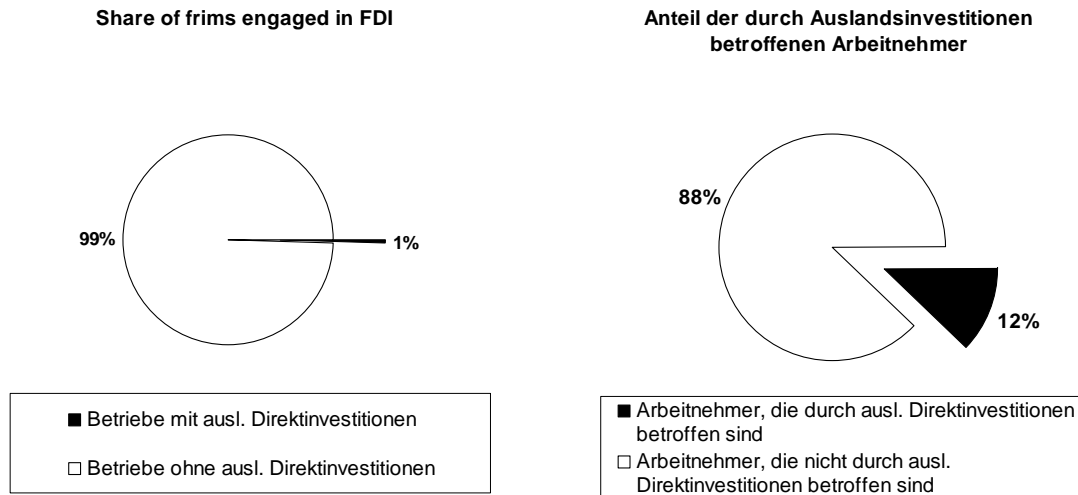 Share of frims engaged in FDI
99%
1%
■ Betriebe mit ausl. Direktinvestitionen
□ Betriebe ohne ausl. Direktinvestitionen
Anteil der durch Auslandsinvestitionen
betroffenen Arbeitnehmer
88%
12%
■ Arbeitnehmer, die durch ausl. Direktinvestitionen
betroffen sind
□ Arbeitnehmer, die nicht durch ausl.
Direktinvestitionen betroffen sind